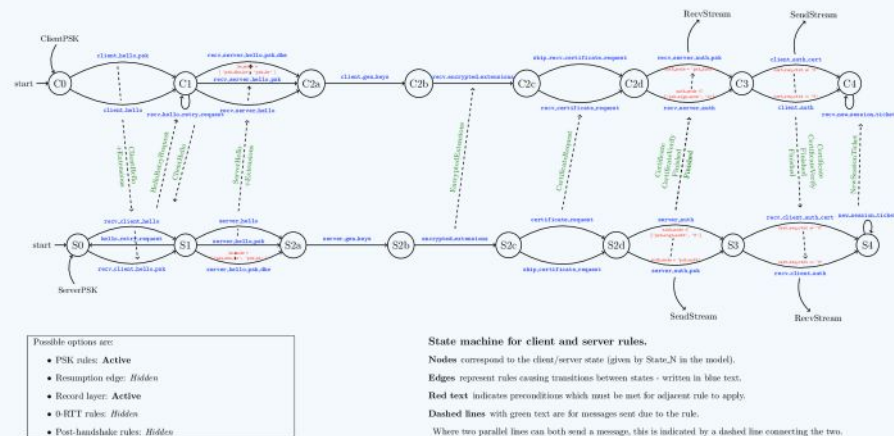 RecvStream
SendStream
ClientPSK
client_hello_psk
recv_server_hello_psk_dhe
skip_recv_certificate_request
recv_server_auth_psk
client_auth_cert
start
C0
C1
recv_server_hello_psk
C2a
client_gen_keys
C2b
recv_encrypted_extensions
C2c
C2d
C3
C4
client_hello
recv_hello_retry_request
recv_server_hello
recv_certificate_request
recv_server_auth
client_auth
recv_new_session_ticket
ClientHello
+Extensions
HelloRetryRequest
ClientHello
ServerHello
+Extensions
EncryptedExtensions
CertificateRequest
Certificate
CertificateVerify
Finished
Finished
Certificate
CertificateVerify
Finished
Finished
NewSessionTicket
recv_client_hello
server_hello
certificate_request
server_auth
recv_client_auth_cert
new_session_ticket
start
S0
hello_retry_request
S1
server_hello_psk
S2a
server_gen_keys
S2b
encrypted_extensions
S2c
S2d
S3
S4
recv_client_hello_psk
server_hello_psk_dhe
skip_certificate_request
server_auth_psk
recv_client_auth
ServerPSK
SendStream
RecvStream
Possible options are:
• PSK rules: Active
• Resumption edge: Hidden
• Record layer: Active
• 0-RTT rules: Hidden
• Post-handshake rules: Hidden
State machine for client and server rules.
Nodes correspond to the client/server state (given by State_N in the model).
Edges represent rules causing transitions between states - written in blue text.
Red text indicates preconditions which must be met for adjacent rule to apply.
Dashed lines with green text are for messages sent due to the rule.
Where two parallel lines can both send a message, this is indicated by a dashed line connecting the two.